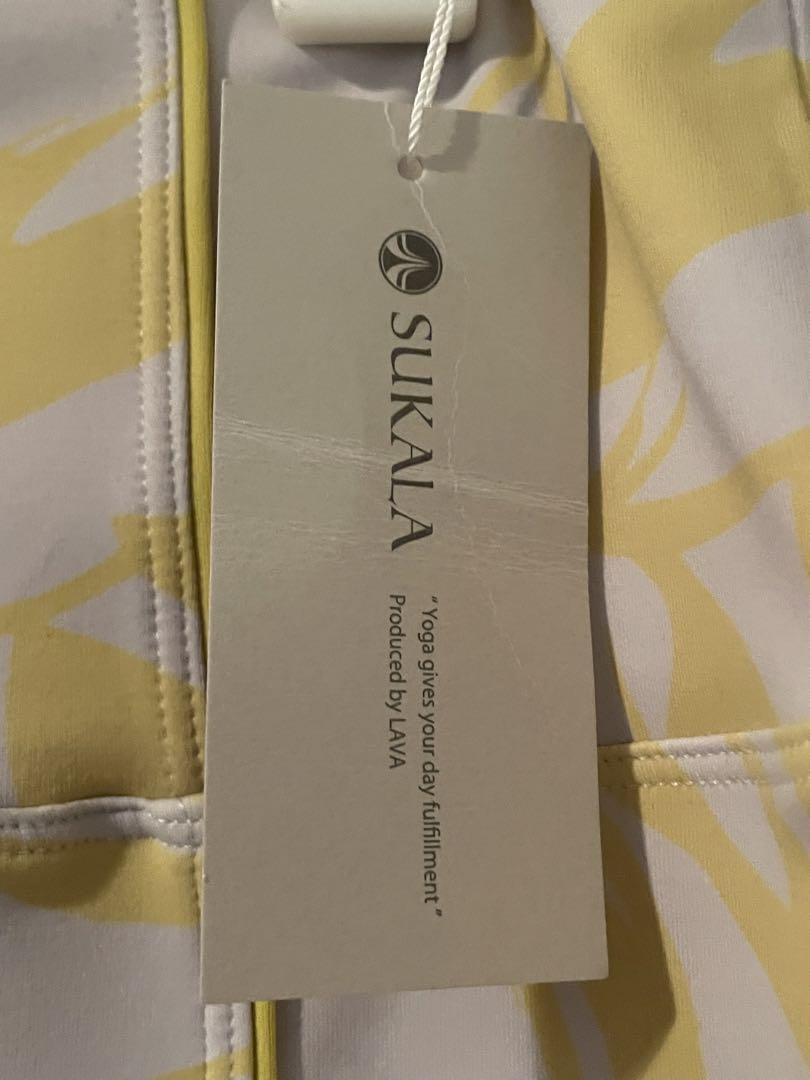 SUKALA
“Yoga gives your day fulfillment”
Produced by LAVA